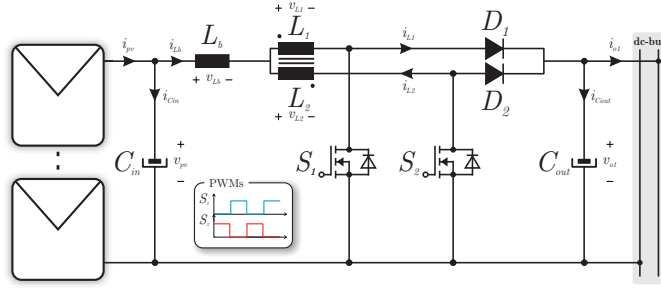 + v_L1 -
L_1
D_1
dc-bu
i_pv
i_Lb
L_b
i_L1
i_o1
+ v_Lb -
i_L2
i_Cin
L_2
D_2
i_Cout
+ v_L2 -
C_in
+ v_pv -
S_1
S_2
C_out
+ v_o1 -
PWMs
S_1
S_2